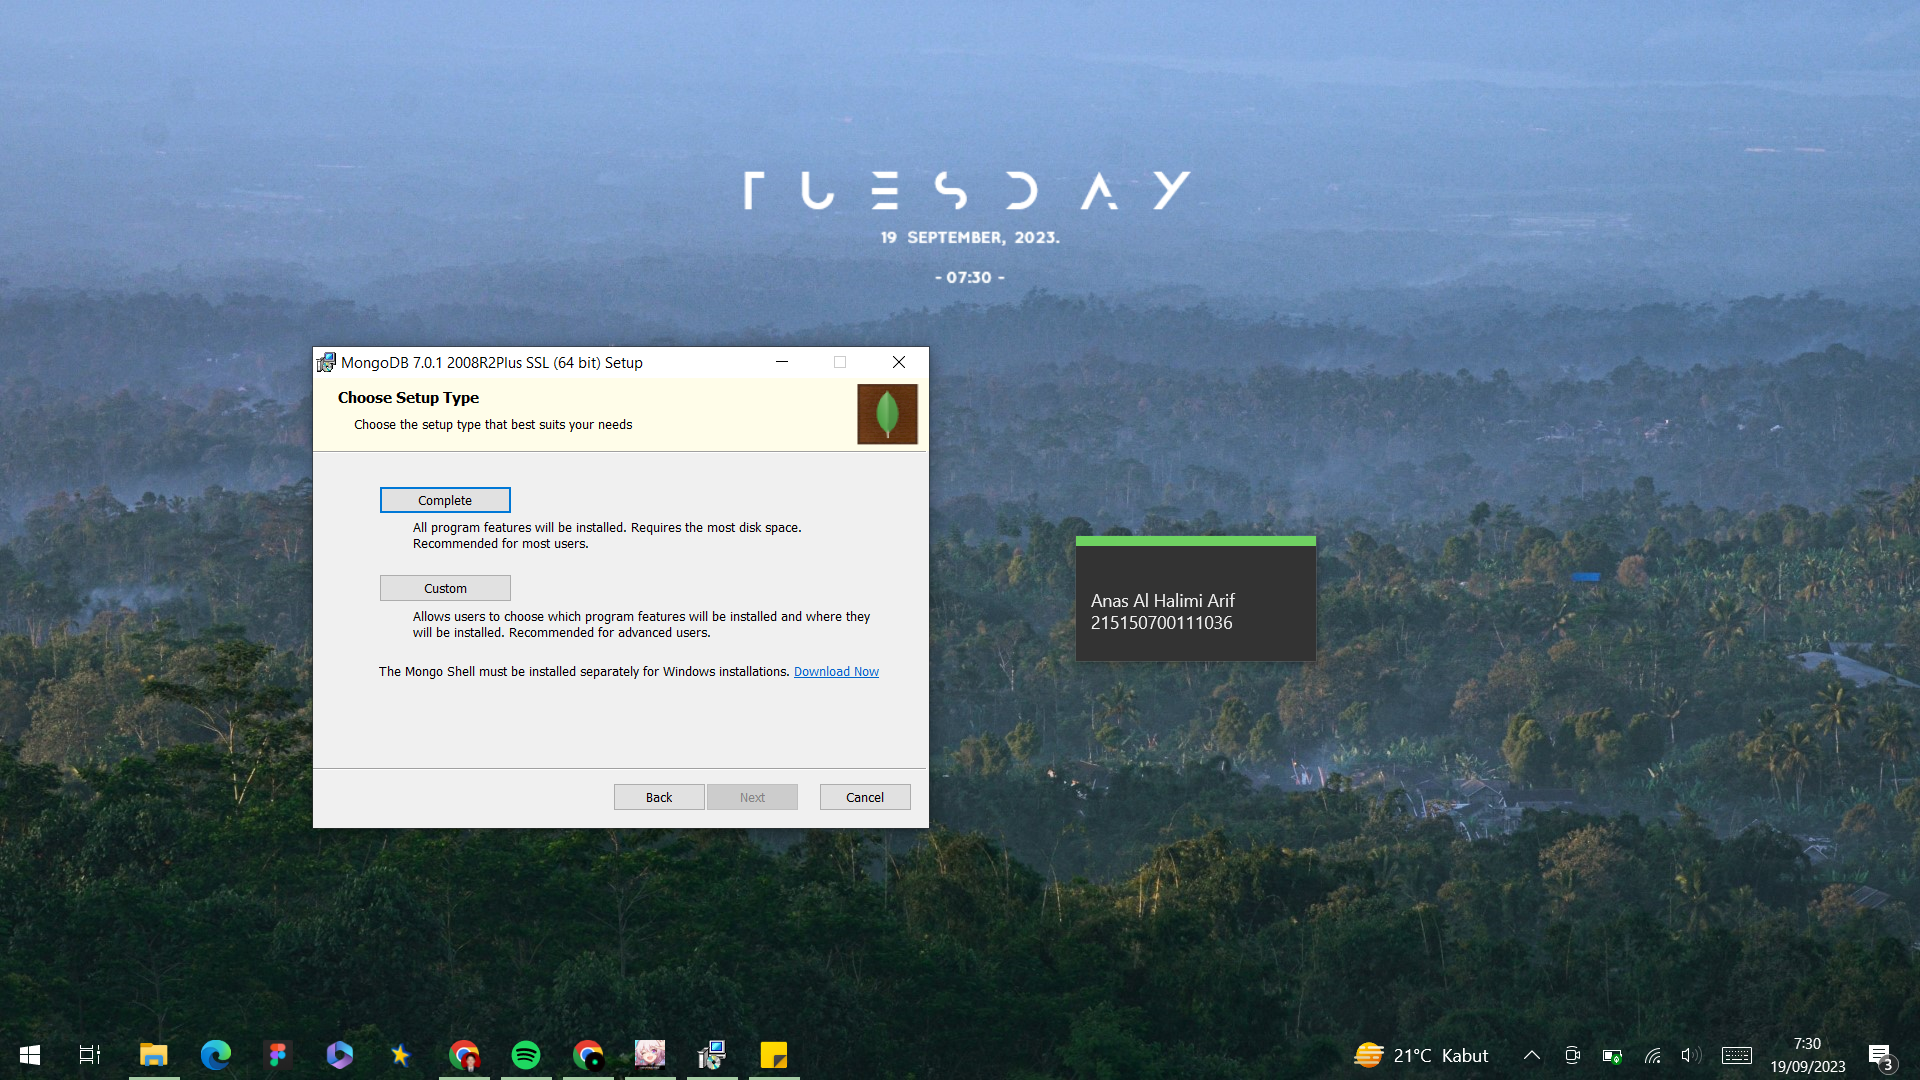 TUESDAY
19 SEPTEMBER, 2023.
- 07:30 -
MongoDB 7.0.1 2008R2Plus SSL (64 bit) Setup
Choose Setup Type
Choose the setup type that best suits your needs
Complete
All program features will be installed. Requires the most disk space.
Recommended for most users.
Custom
Allows users to choose which program features will be installed and where they
will be installed. Recommended for advanced users.
The Mongo Shell must be installed separately for Windows installations. Download Now
Back
Next
Cancel
Anas Al Halimi Arif
215150700111036
21°C Kabut
7:30
19/09/2023
3